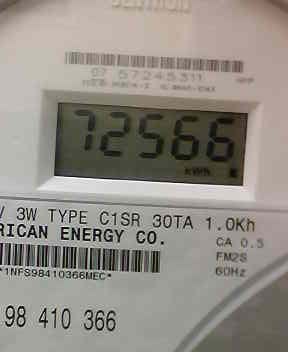 07 57245311
72566
kWh
V 3W TYPE C1SR 30TA 1.0Kh
RICAN ENERGY CO.
CA 0.5
FM2S
60Hz
*1NFS98410366MEC*
98 410 366